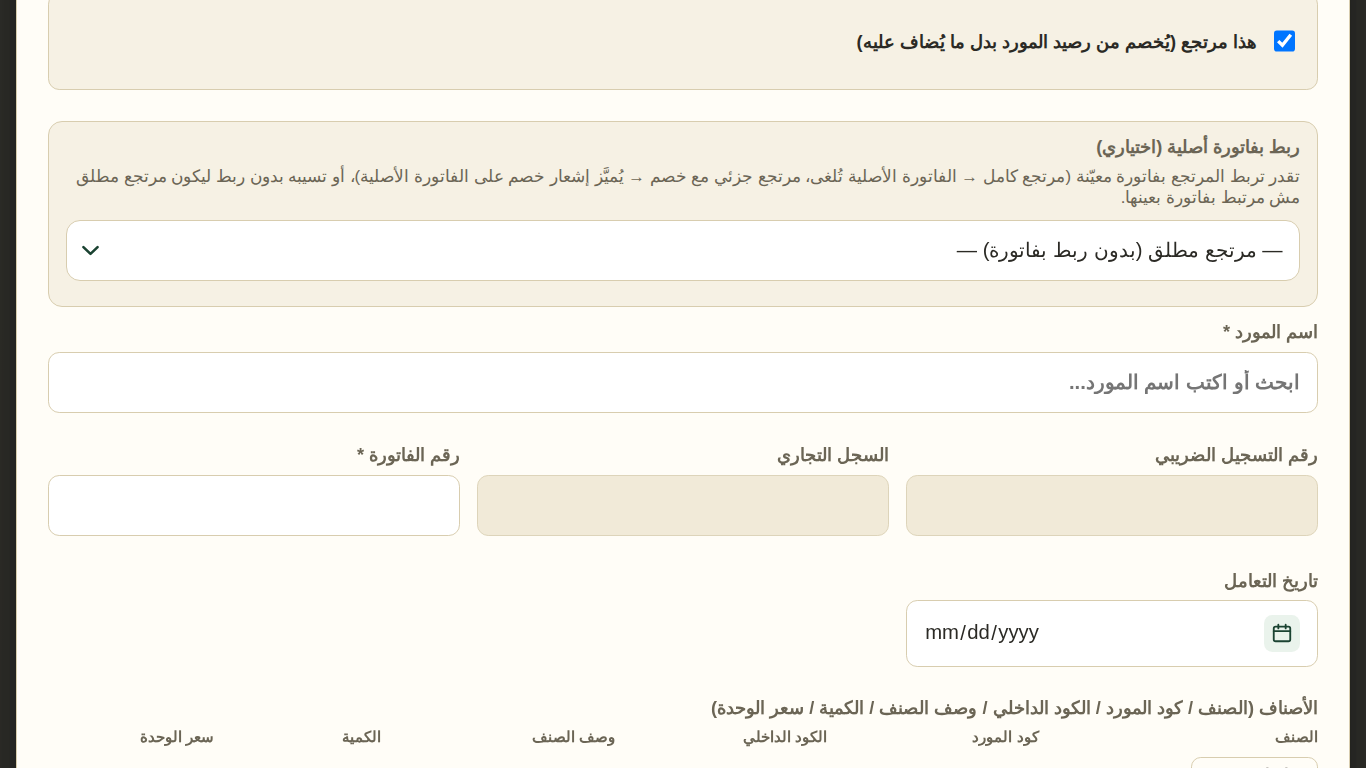 هذا مرتجع (يُخصم من رصيد المورد بدل ما يُضاف عليه)
ربط بفاتورة أصلية (اختياري)
تقدر تربط المرتجع بفاتورة معيّنة (مرتجع كامل → الفاتورة الأصلية تُلغى، مرتجع جزئي مع خصم → يُميَّز إشعار خصم على الفاتورة الأصلية)، أو تسيبه بدون ربط ليكون مرتجع مطلق
مش مرتبط بفاتورة بعينها.
— مرتجع مطلق (بدون ربط بفاتورة) —
اسم المورد *
ابحث أو اكتب اسم المورد...
رقم التسجيل الضريبي
السجل التجاري
رقم الفاتورة *
تاريخ التعامل
mm/dd/yyyy
الأصناف (الصنف / كود المورد / الكود الداخلي / وصف الصنف / الكمية / سعر الوحدة)
الصنف
كود المورد
الكود الداخلي
وصف الصنف
الكمية
سعر الوحدة